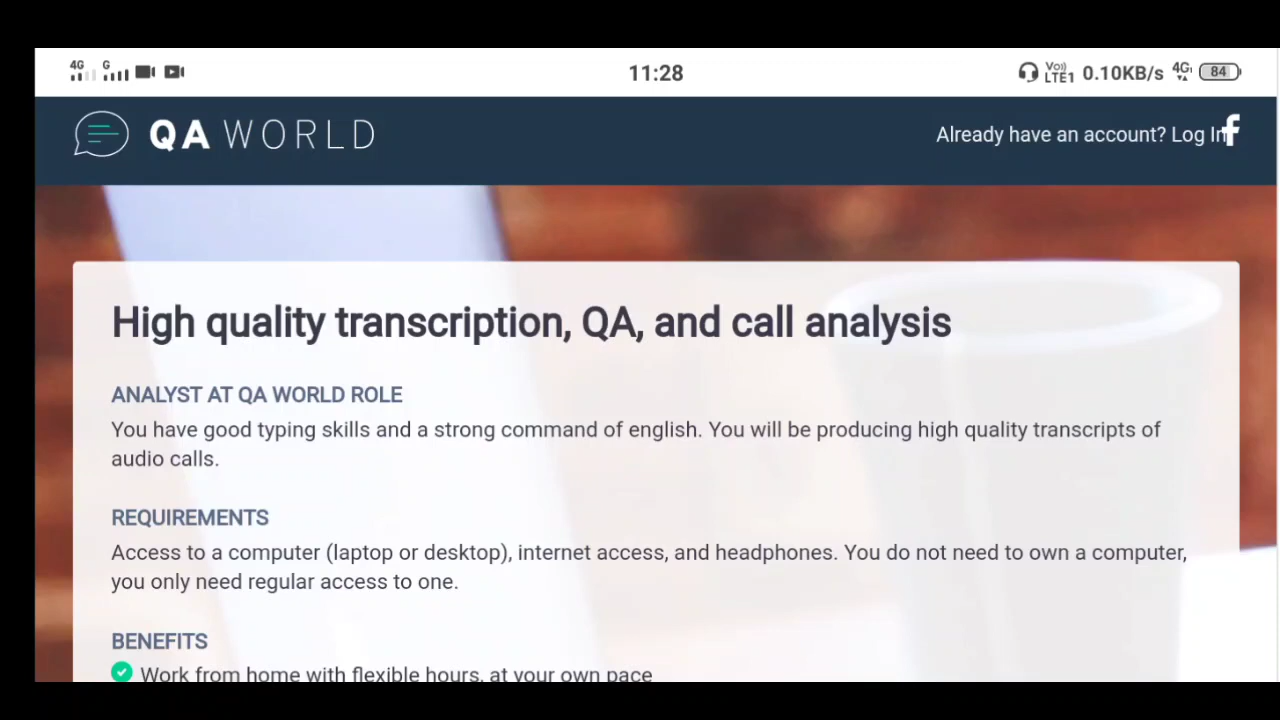 4G G 11:28 Vo)) LTE1 0.10KB/s 4G 84
QA WORLD Already have an account? Log In f
High quality transcription, QA, and call analysis
ANALYST AT QA WORLD ROLE
You have good typing skills and a strong command of english. You will be producing high quality transcripts of
audio calls.
REQUIREMENTS
Access to a computer (laptop or desktop), internet access, and headphones. You do not need to own a computer,
you only need regular access to one.
BENEFITS
Work from home with flexible hours, at your own pace